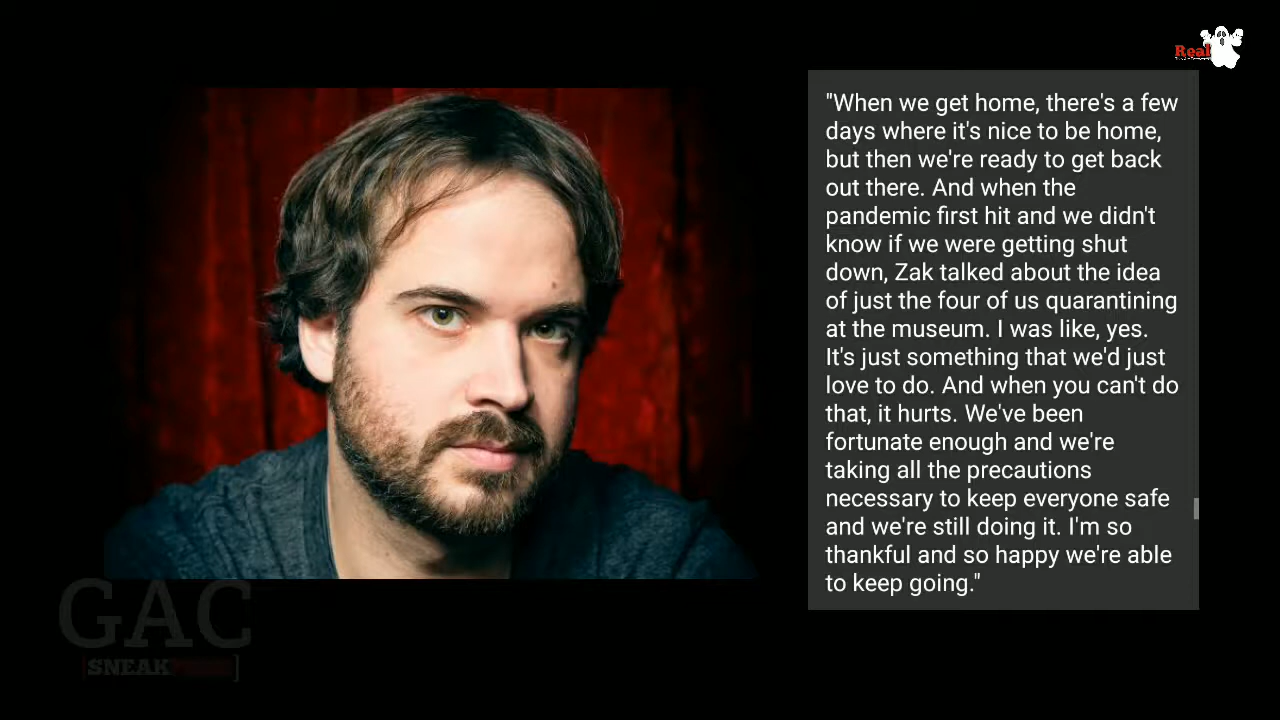 Real
"When we get home, there's a few
days where it's nice to be home,
but then we're ready to get back
out there. And when the
pandemic first hit and we didn't
know if we were getting shut
down, Zak talked about the idea
of just the four of us quarantining
at the museum. I was like, yes.
It's just something that we'd just
love to do. And when you can't do
that, it hurts. We've been
fortunate enough and we're
taking all the precautions
necessary to keep everyone safe
and we're still doing it. I'm so
thankful and so happy we're able
to keep going."
GAC
[SNEAK